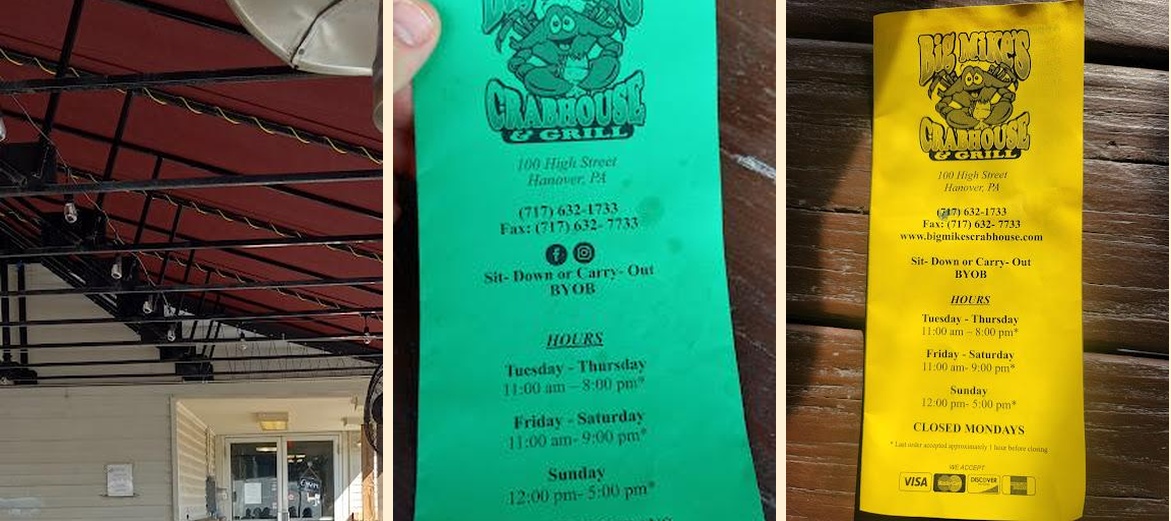 BIG MIKE'S
CRABHOUSE
& GRILL
100 High Street
Hanover, PA
(717) 632-1733
Fax: (717) 632- 7733
Sit- Down or Carry- Out
BYOB
HOURS
Tuesday - Thursday
11:00 am – 8:00 pm*
Friday - Saturday
11:00 am- 9:00 pm*
Sunday
12:00 pm- 5:00 pm*
BIG MIKE'S
CRABHOUSE
& GRILL
100 High Street
Hanover, PA
(717) 632-1733
Fax: (717) 632- 7733
www.bigmikescrabhouse.com
Sit- Down or Carry- Out
BYOB
HOURS
Tuesday - Thursday
11:00 am – 8:00 pm*
Friday - Saturday
11:00 am- 9:00 pm*
Sunday
12:00 pm- 5:00 pm*
CLOSED MONDAYS
* Last order accepted approximately 1 hour before closing
WE ACCEPT
VISA MasterCard DISCOVER